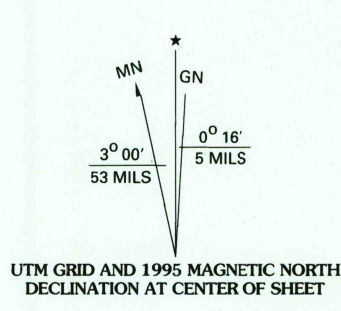 ★
MN
GN
0° 16'
5 MILS
3° 00'
53 MILS
UTM GRID AND 1995 MAGNETIC NORTH
DECLINATION AT CENTER OF SHEET